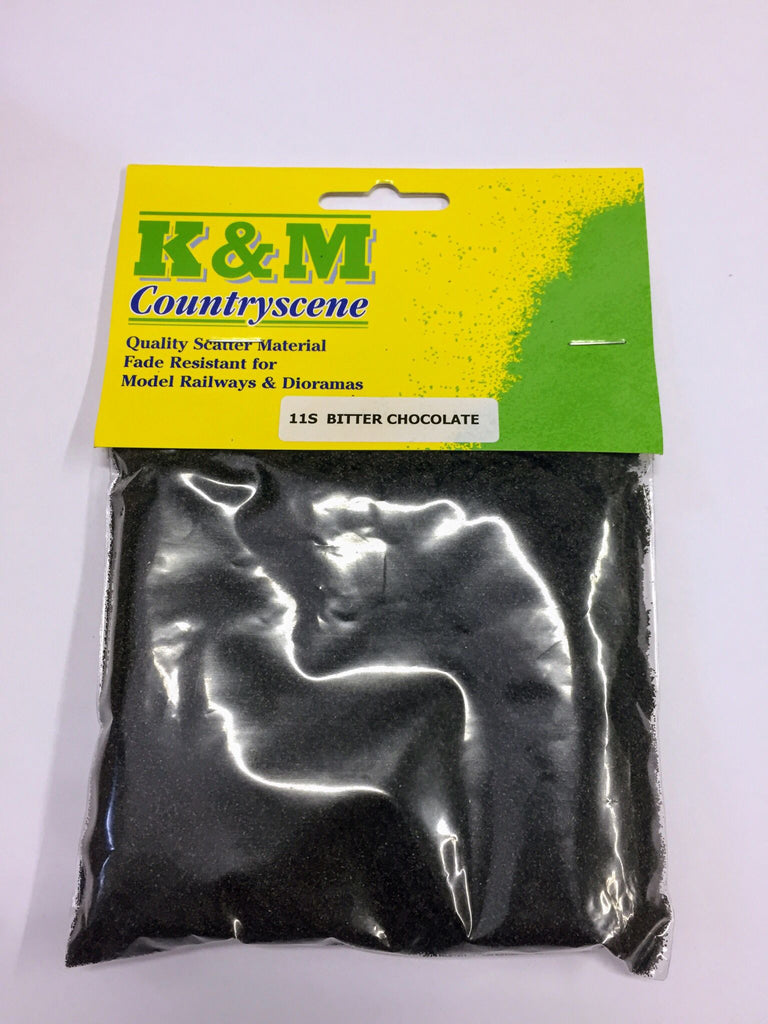 K&M
Countryscene
Quality Scatter Material
Fade Resistant for
Model Railways & Dioramas
11S BITTER CHOCOLATE